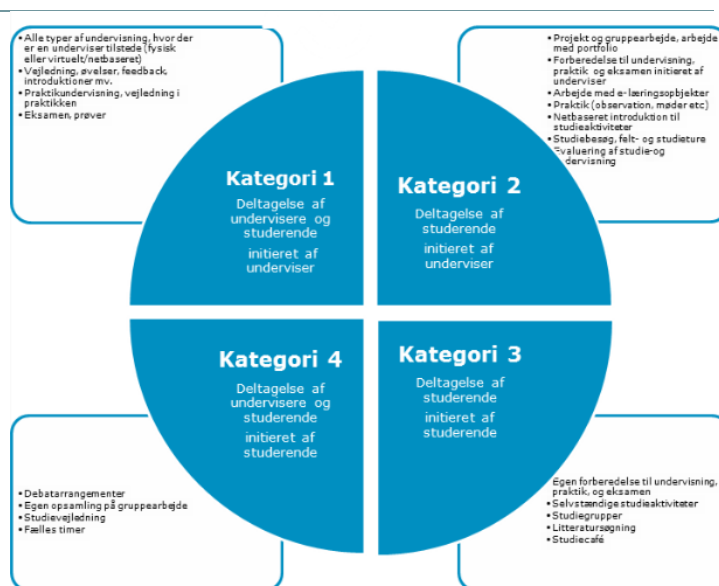 • Alle typer af undervisning, hvor der
er en underviser tilstede (fysisk
eller virtuelt/netbaseret)
• Vejledning, øvelser, feedback,
introduktioner mv.
• Praktikundervisning, vejledning i
praktikken
• Eksamen, prøver
• Projekt og gruppearbejde, arbejde
med portfolio
• Forberedelse til undervisning,
praktik og eksamen initieret af
underviser
• Arbejde med e-læringsobjekter
• Praktik (observation, møder etc)
• Netbaseret introduktion til
studieaktiviteter
• Studiebesøg, felt- og studieture
Evaluering af studie-og
dervisning
Kategori 1
Deltagelse af
undervisere og
studerende
initieret af
underviser
Kategori 2
Deltagelse af
studerende
initieret af
underviser
Kategori 4
Deltagelse af
undervisere og
studerende
initieret af
studerende
Kategori 3
Deltagelse af
studerende
initieret af
studerende
• Debatarrangementer
• Egen opsamling på gruppearbejde
• Studievejledning
• Fælles timer
Egen forberedelse til undervisning,
praktik, og eksamen
• Selvstændige studieaktiviteter
• Studiegrupper
• Litteratursøgning
• Studiecafé